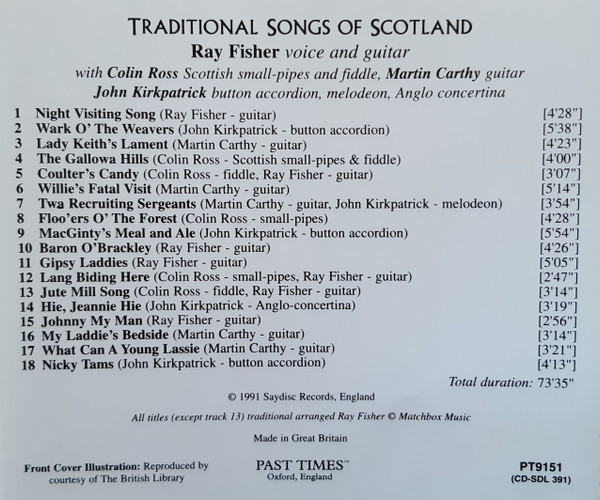 TRADITIONAL SONGS OF SCOTLAND
Ray Fisher voice and guitar
with Colin Ross Scottish small-pipes and fiddle, Martin Carthy guitar
John Kirkpatrick button accordion, melodeon, Anglo concertina
1 Night Visiting Song (Ray Fisher - guitar) [4'28"]
2 Wark O' The Weavers (John Kirkpatrick - button accordion) [5'38"]
3 Lady Keith's Lament (Martin Carthy - guitar) [4'23"]
4 The Gallowa Hills (Colin Ross - Scottish small-pipes & fiddle) [4'00"]
5 Coulter's Candy (Colin Ross - fiddle, Ray Fisher - guitar) [3'07"]
6 Willie's Fatal Visit (Martin Carthy - guitar) [5'14"]
7 Twa Recruiting Sergeants (Martin Carthy - guitar, John Kirkpatrick - melodeon) [3'54"]
8 Floo'ers O' The Forest (Colin Ross - small-pipes) [4'28"]
9 MacGinty's Meal and Ale (John Kirkpatrick - button accordion) [5'54"]
10 Baron O'Brackley (Ray Fisher - guitar) [4'26"]
11 Gipsy Laddies (Ray Fisher - guitar) [5'05"]
12 Lang Biding Here (Colin Ross - small-pipes, Ray Fisher - guitar) [2'47"]
13 Jute Mill Song (Colin Ross - fiddle, Ray Fisher - guitar) [3'14"]
14 Hie, Jeannie Hie (John Kirkpatrick - Anglo-concertina) [3'19"]
15 Johnny My Man (Ray Fisher - guitar) [2'56"]
16 My Laddie's Bedside (Martin Carthy - guitar) [3'14"]
17 What Can A Young Lassie (Martin Carthy - guitar) [3'21"]
18 Nicky Tams (John Kirkpatrick - button accordion) [4'13"]
Total duration: 73'35"
© 1991 Saydisc Records, England
All titles (except track 13) traditional arranged Ray Fisher © Matchbox Music
Made in Great Britain
Front Cover Illustration: Reproduced by
courtesy of The British Library
PAST TIMES™
Oxford, England
PT9151
(CD-SDL 391)